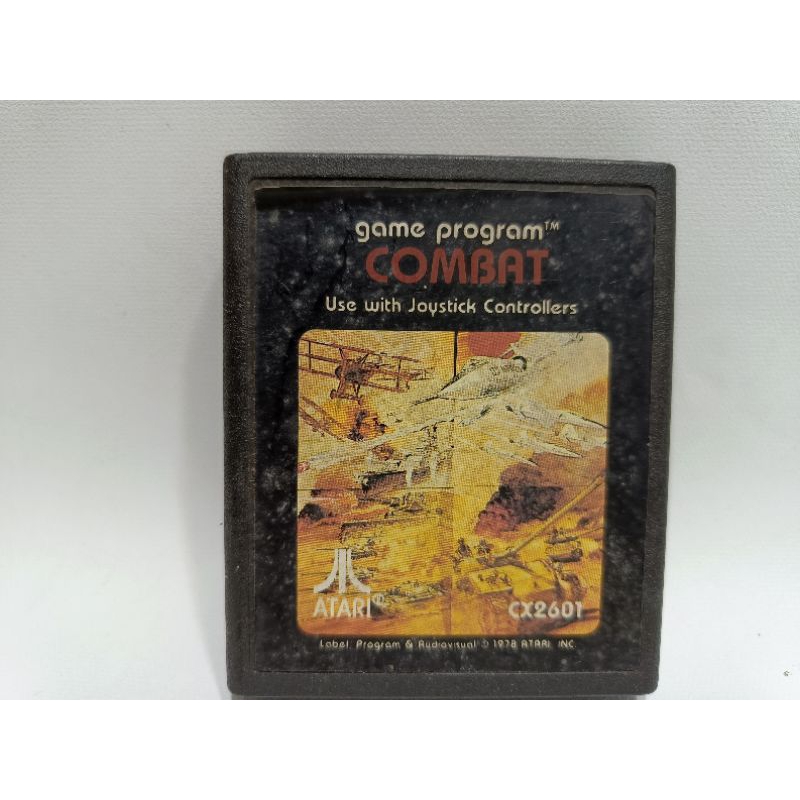 game program™
COMBAT
Use with Joystick Controllers
ATARI®
CX2601
Label, Program & Audiovisual © 1978 ATARI, INC.